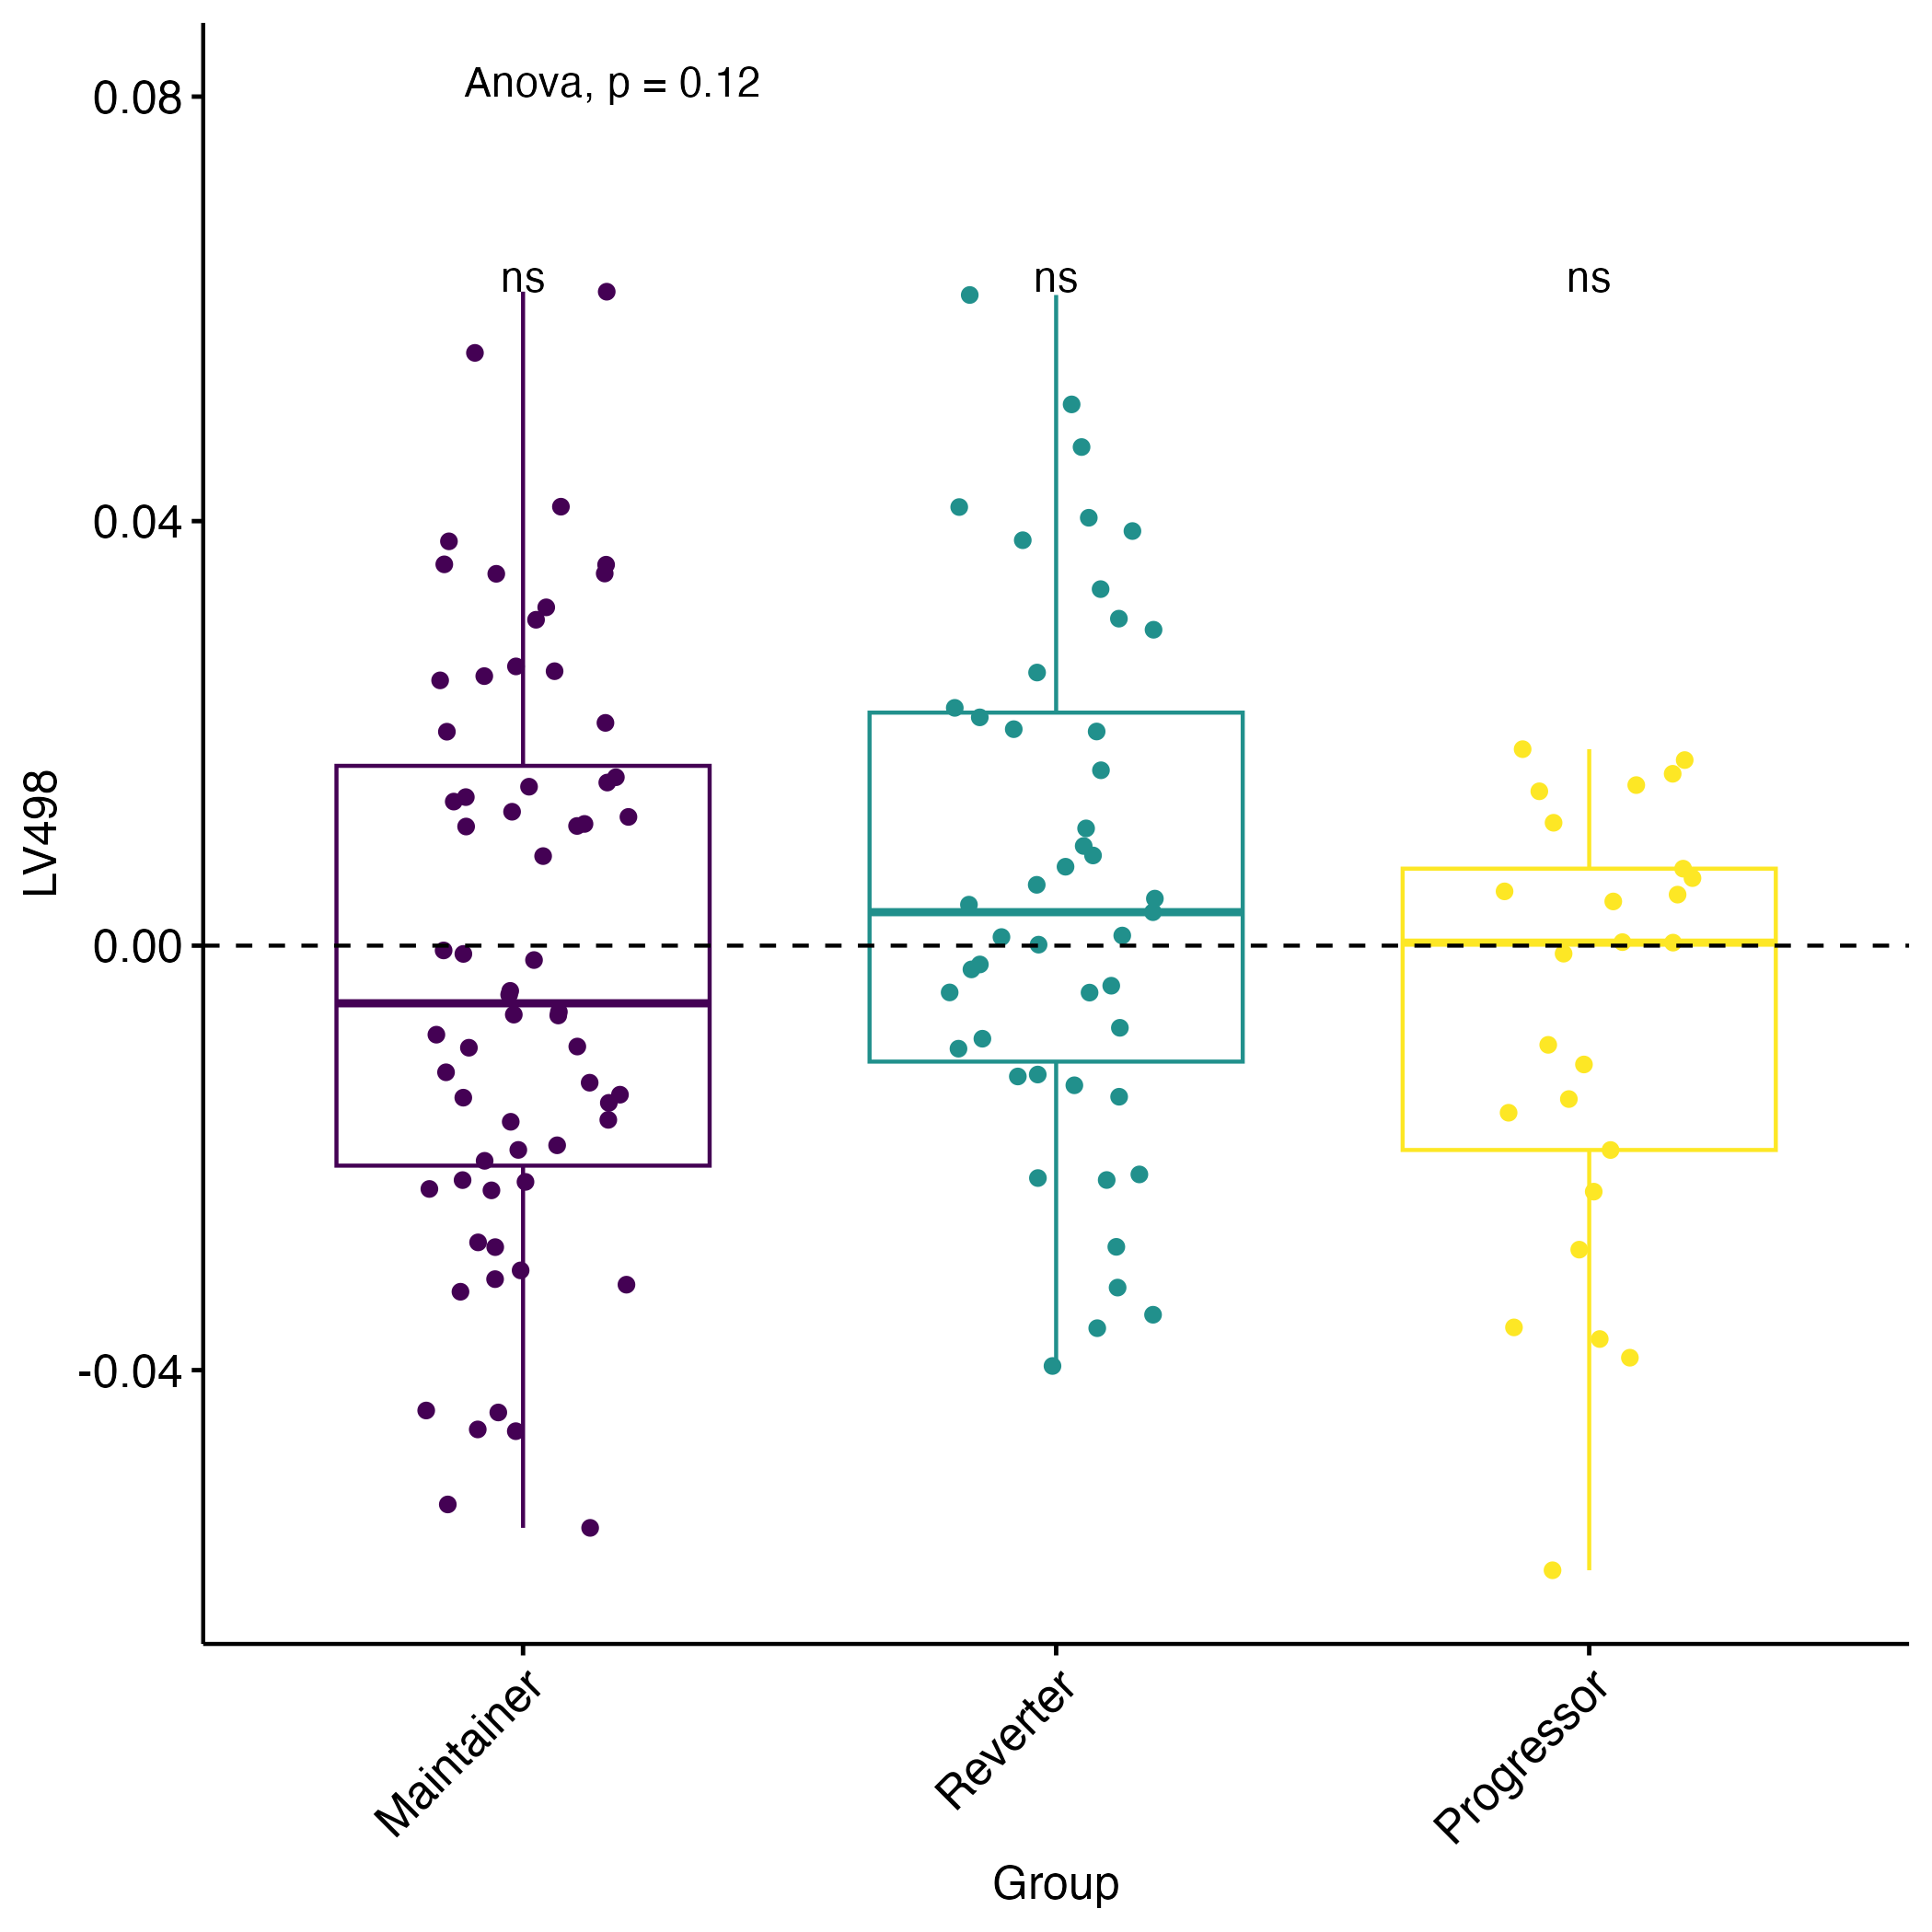 Anova, p = 0.12
0.08
ns ns ns
0.04
LV498
0.00
-0.04
Maintainer
Reverter
Progressor
Group